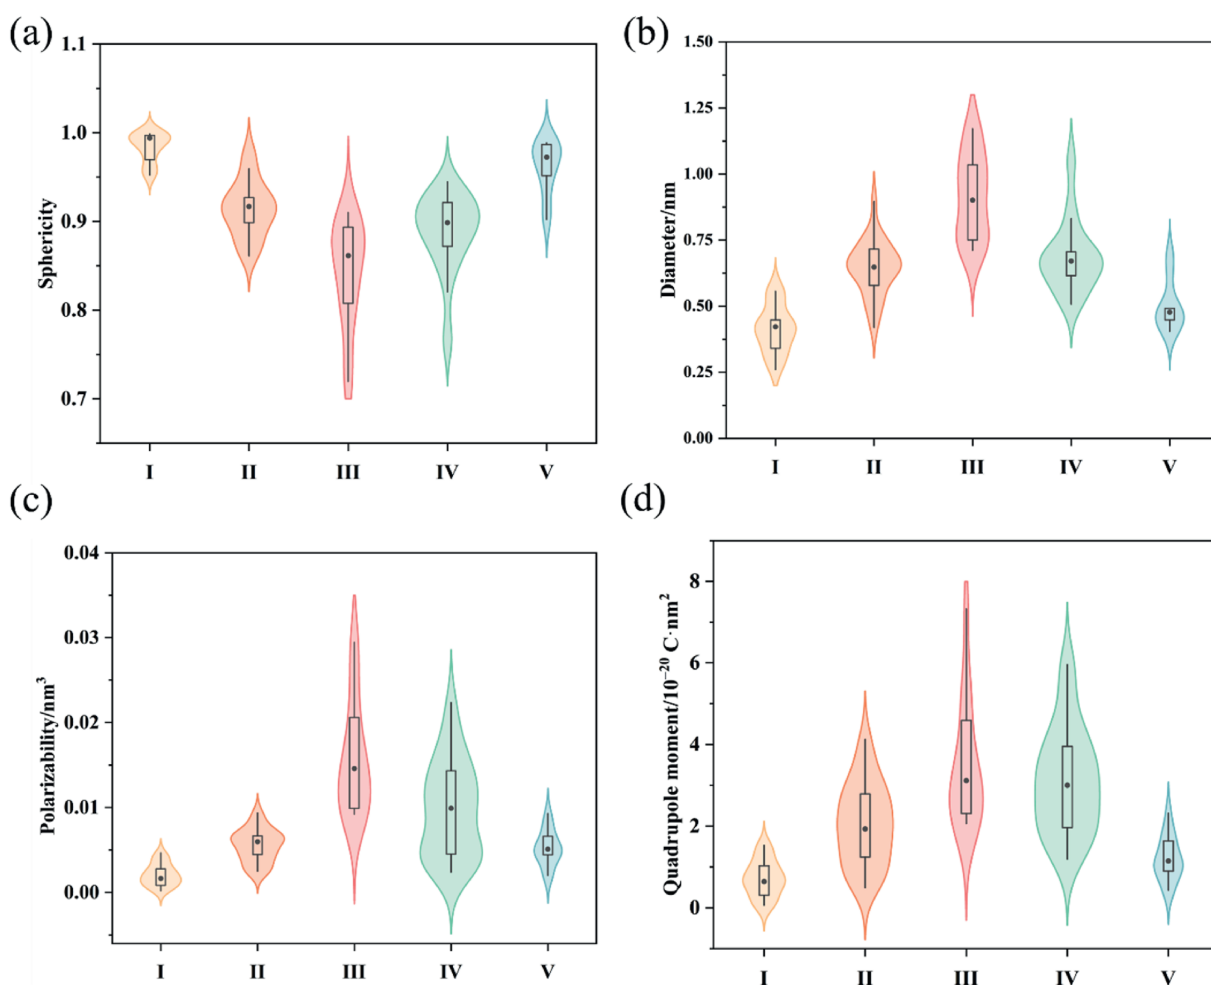 (a)
1.1
1.0
0.9
0.8
0.7
Sphericity
I II III IV V
(b)
1.50
1.25
1.00
0.75
0.50
0.25
0.00
Diameter/nm
I II III IV V
(c)
0.04
0.03
0.02
0.01
0.00
Polarizability/nm³
I II III IV V
(d)
8
6
4
2
0
Quadrupole moment/10⁻²⁰ C·nm²
I II III IV V